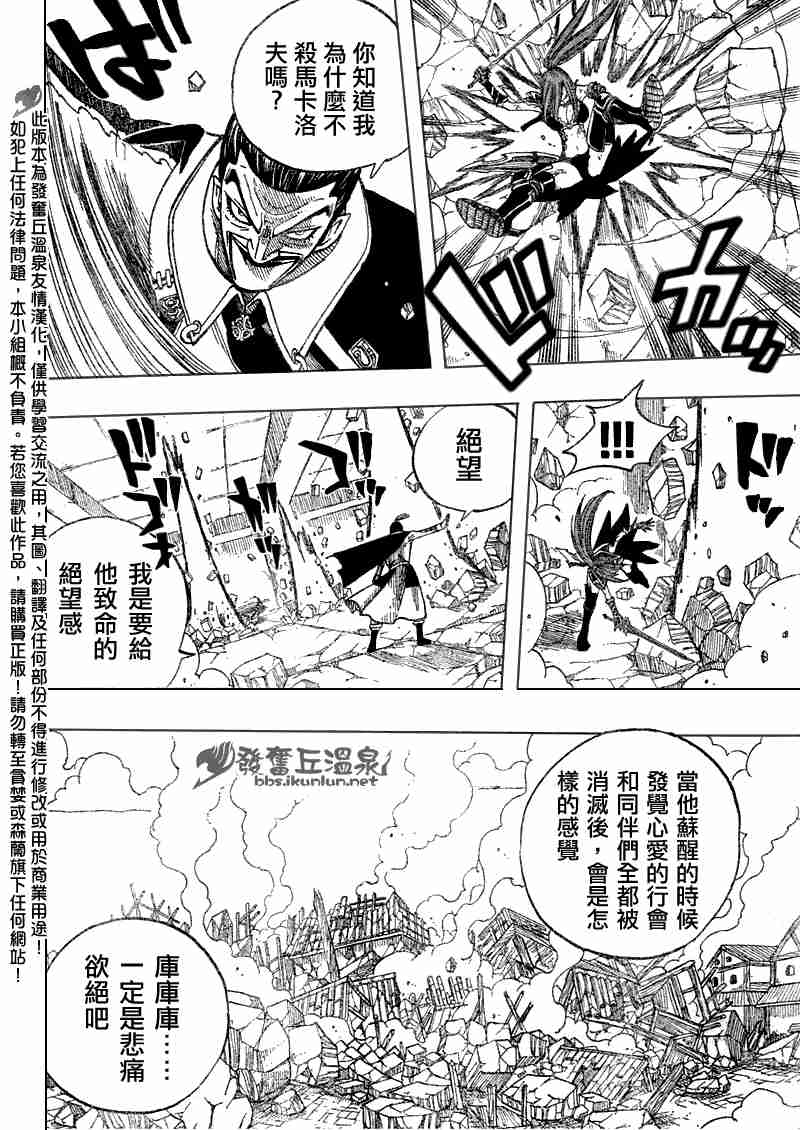 你知道我
為什麼不
殺馬卡洛
夫嗎？
ば
ドガ
!!!
絕望
ゴゴゴ
我是要給
他致命的
絕望感
當他蘇醒的時候
發覺心愛的行會
和同伴們全都被
消滅後，會是怎
樣的感覺
庫庫庫……
一定是悲痛
欲絕吧
發奮丘溫泉
bbs.ikunlun.net
此版本為發奮丘溫泉友情漢化，僅供學習交流之用，其圖、翻譯及任何部份不得進行修改或用於商業用途！
如犯上任何法律問題，本小組概不負責。若您喜歡此作品，請購買正版！請勿轉至貪婪或森蘭旗下任何網站！